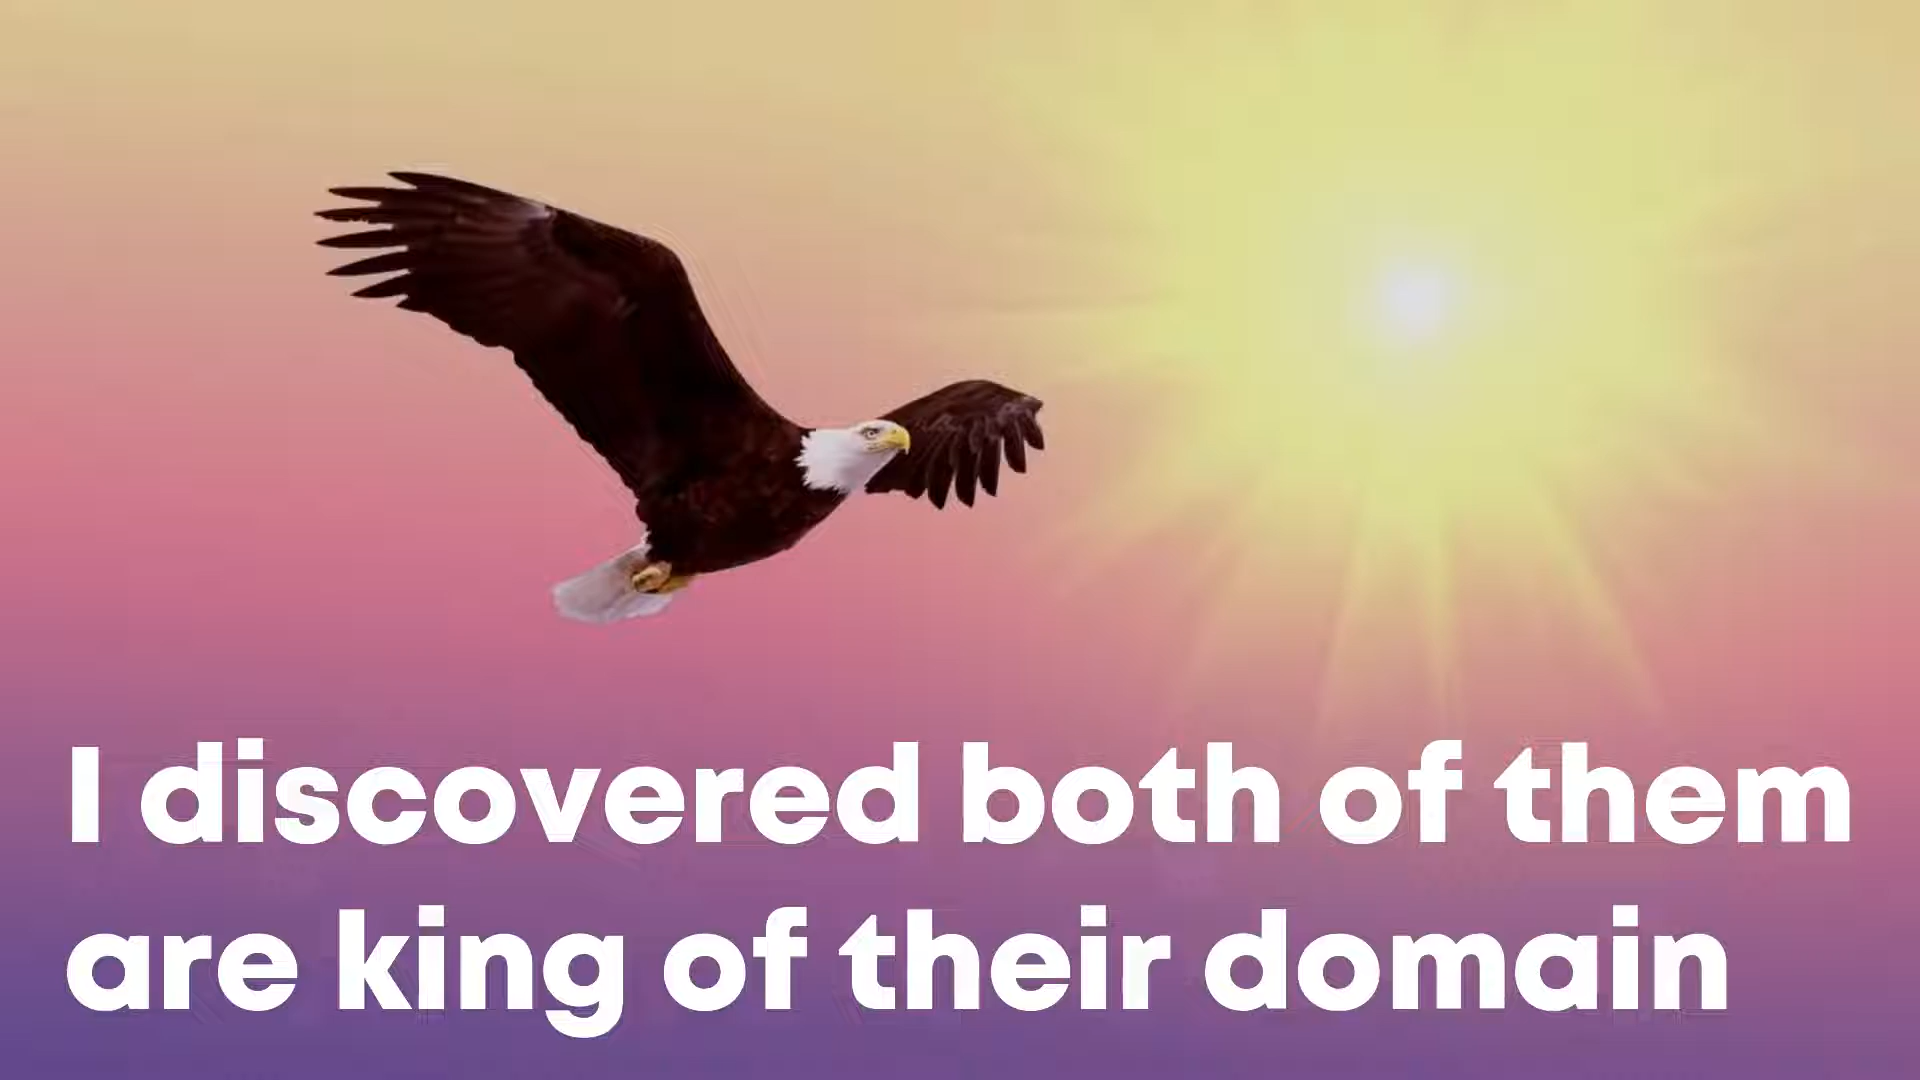 I discovered both of them
are king of their domain